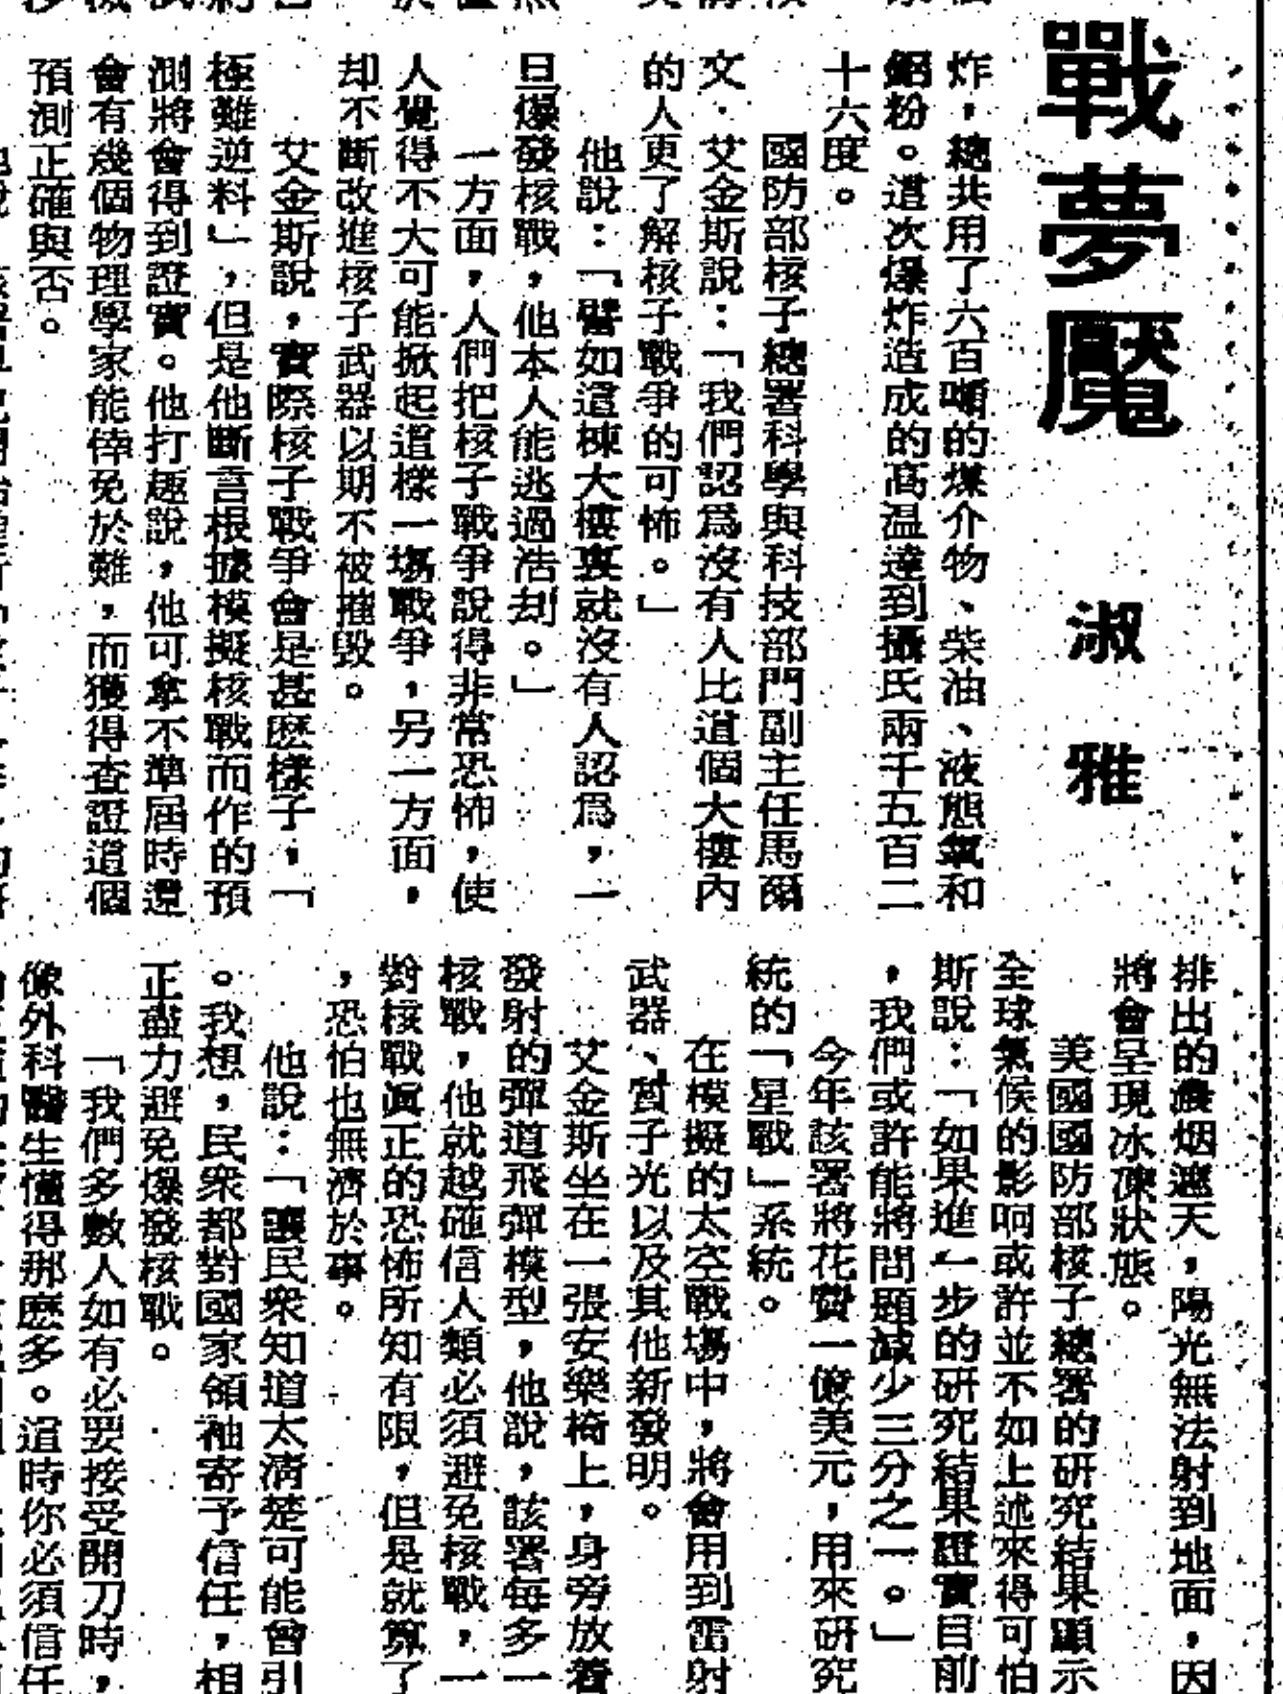 戰夢魘
淑雅
炸，總共用了六百噸的煤介物、柴油、液態氧和
鋁粉。這次爆炸造成的高溫達到攝氏兩千五百二
十六度。
國防部核子總署科學與科技部門副主任馬爾
文．艾金斯說：「我們認爲沒有人比這個大樓內
的人更了解核子戰爭的可怖。」
他說：「譬如這棟大樓裏就沒有人認爲，一
旦爆發核戰，他本人能逃過浩刦。」
一方面，人們把核子戰爭說得非常恐怖，使
人覺得不大可能掀起這樣一塲戰爭，另一方面，
却不斷改進核子武器以期不被摧毀。
艾金斯說，實際核子戰爭會是甚麽樣子，「
極難逆料」，但是他斷言根據模擬核戰而作的預
測將會得到證實。他打趣說，他可拿不準屆時還
會有幾個物理學家能倖免於難，而獲得查證這個
預測正確與否。
排出的濃烟遮天，陽光無法射到地面，因
將會呈現冰凍狀態。
美國國防部核子總署的研究結果顯示
全球氣候的影响或許並不如上述來得可怕
斯說：「如果進一步的研究結果證實目前
，我們或許能將問題減少三分之一。」
今年該署將花費一億美元，用來研究
統的「星戰」系統。
在模擬的太空戰塲中，將會用到雷射
武器、質子光以及其他新發明。
艾金斯坐在一張安樂椅上，身旁放着
發射的彈道飛彈模型，他說，該署每多一
核戰，他就越確信人類必須避免核戰，一
對核戰眞正的恐怖所知有限，但是就算了
，恐怕也無濟於事。
他說：「讓民衆知道太淸楚可能會引
。我想，民衆都對國家領袖寄予信任，相
正盡力避免爆發核戰。
「我們多數人如有必要接受開刀時，
像外科醫生懂得那麽多。這時你必須信任